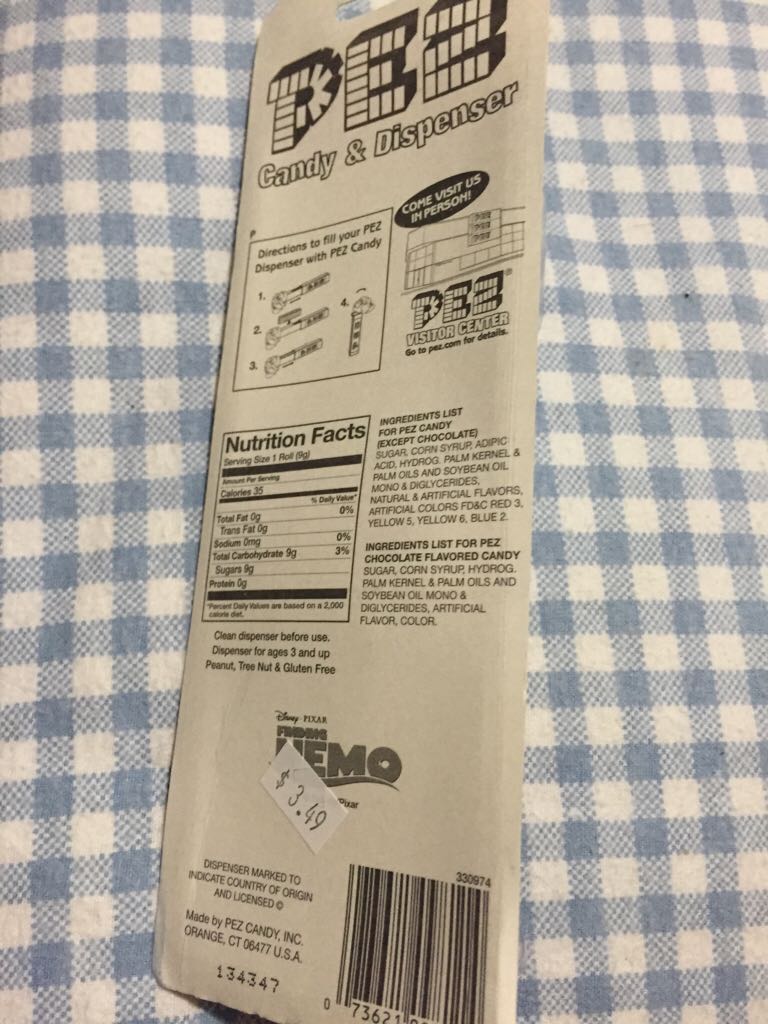 PEZ
Candy & Dispenser
COME VISIT US
IN PERSON!
PEZ
PEZ
PEZ
P
Directions to fill your PEZ
Dispenser with PEZ Candy
1.
2.
3.
4.
PEZ®
VISITOR CENTER
Go to pez.com for details.
Nutrition Facts
Serving Size 1 Roll (9g)
Amount Per Serving
Calories 35
% Daily Value*
Total Fat 0g 0%
Trans Fat 0g
Sodium 0mg 0%
Total Carbohydrate 9g 3%
Sugars 9g
Protein 0g
*Percent Daily Values are based on a 2,000
calorie diet.
INGREDIENTS LIST
FOR PEZ CANDY
(EXCEPT CHOCOLATE)
SUGAR, CORN SYRUP, ADIPIC
ACID, HYDROG. PALM KERNEL &
PALM OILS AND SOYBEAN OIL
MONO & DIGLYCERIDES,
NATURAL & ARTIFICIAL FLAVORS,
ARTIFICIAL COLORS FD&C RED 3,
YELLOW 5, YELLOW 6, BLUE 2.
INGREDIENTS LIST FOR PEZ
CHOCOLATE FLAVORED CANDY
SUGAR, CORN SYRUP, HYDROG.
PALM KERNEL & PALM OILS AND
SOYBEAN OIL MONO &
DIGLYCERIDES, ARTIFICIAL
FLAVOR, COLOR.
Clean dispenser before use.
Dispenser for ages 3 and up
Peanut, Tree Nut & Gluten Free
Disney · PIXAR
FINDING
NEMO
$3.49
Pixar
DISPENSER MARKED TO
INDICATE COUNTRY OF ORIGIN
AND LICENSED ©
Made by PEZ CANDY, INC.
ORANGE, CT 06477 U.S.A.
134347
330974
0 73621